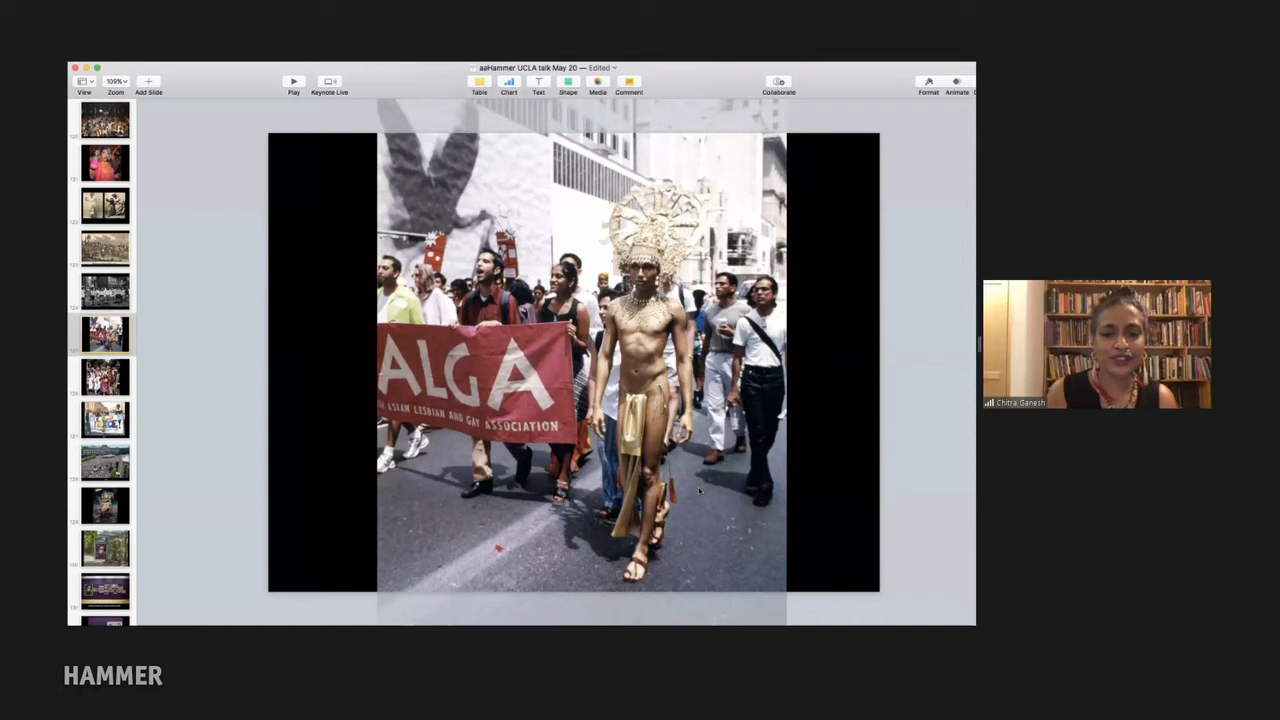 aaHammer UCLA talk May 20 — Edited
109%
View
Zoom
Add Slide
Play
Keynote Live
Table
Chart
Text
Shape
Media
Comment
Collaborate
Format
Animate
ALGA
ASIAN LESBIAN AND GAY ASSOCIATION
Chitra Ganesh
HAMMER